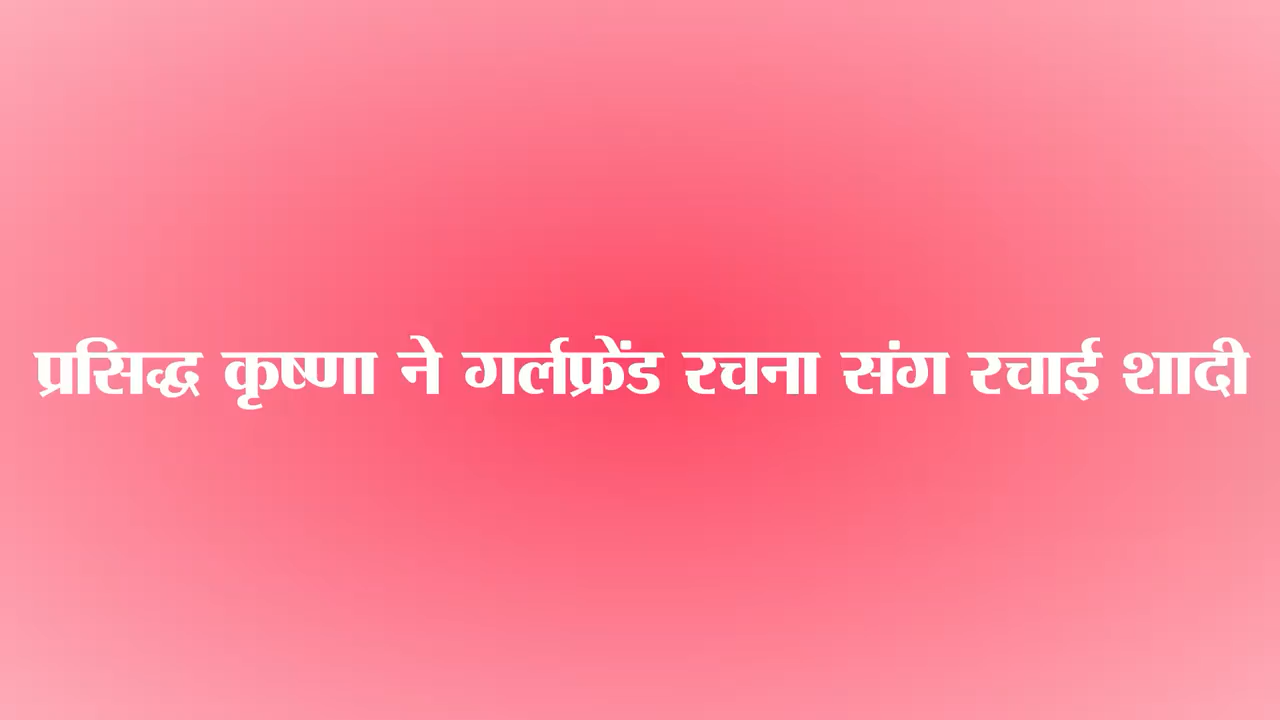 प्रसिद्ध कृष्णा ने गर्लफ्रेंड रचना संग रचाई शादी